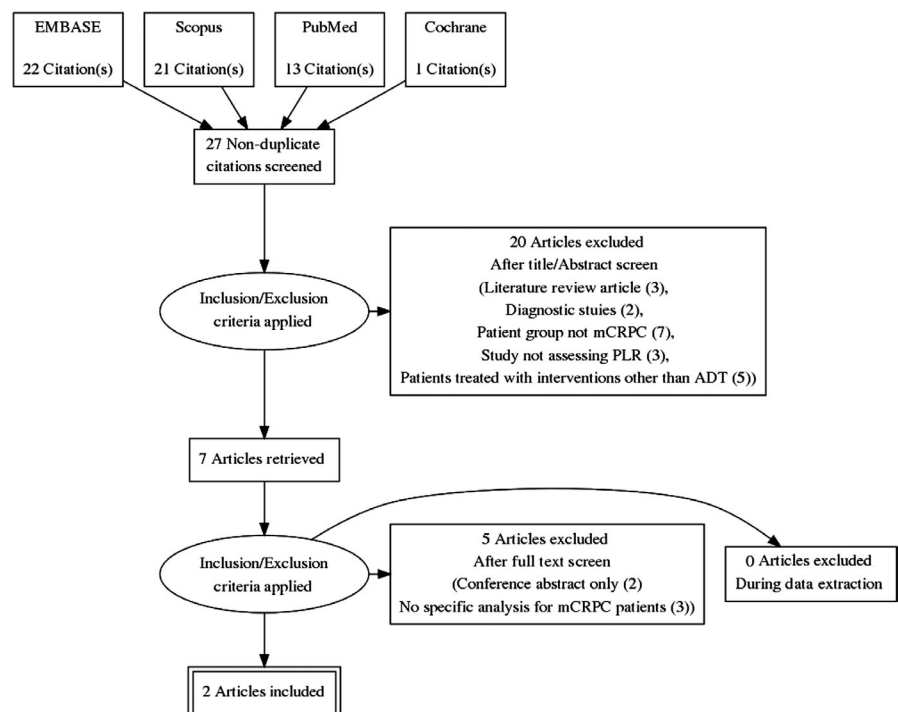 EMBASE
22 Citation(s)
Scopus
21 Citation(s)
PubMed
13 Citation(s)
Cochrane
1 Citation(s)
27 Non-duplicate
citations screened
Inclusion/Exclusion
criteria applied
20 Articles excluded
After title/Abstract screen
(Literature review article (3),
Diagnostic stuies (2),
Patient group not mCRPC (7),
Study not assessing PLR (3),
Patients treated with interventions other than ADT (5))
7 Articles retrieved
Inclusion/Exclusion
criteria applied
5 Articles excluded
After full text screen
(Conference abstract only (2)
No specific analysis for mCRPC patients (3))
0 Articles excluded
During data extraction
2 Articles included